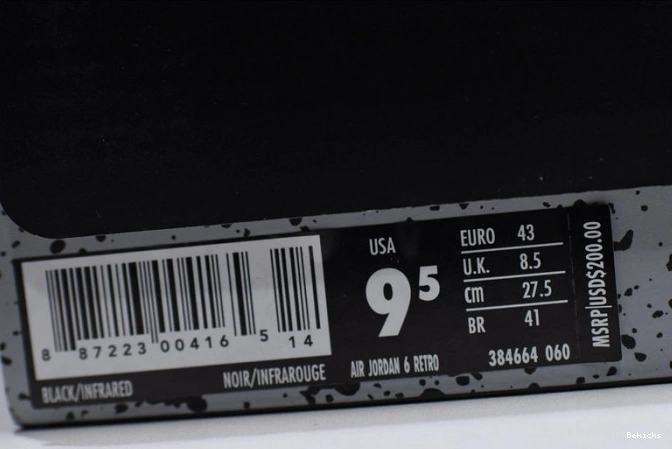 8 87223 00416 5 14
BLACK/INFRARED
NOIR/INFRAROUGE
USA
9 5
AIR JORDAN 6 RETRO
EURO 43
U.K. 8.5
cm 27.5
BR 41
384664 060
MSRP|USD$200.00
Bekicks